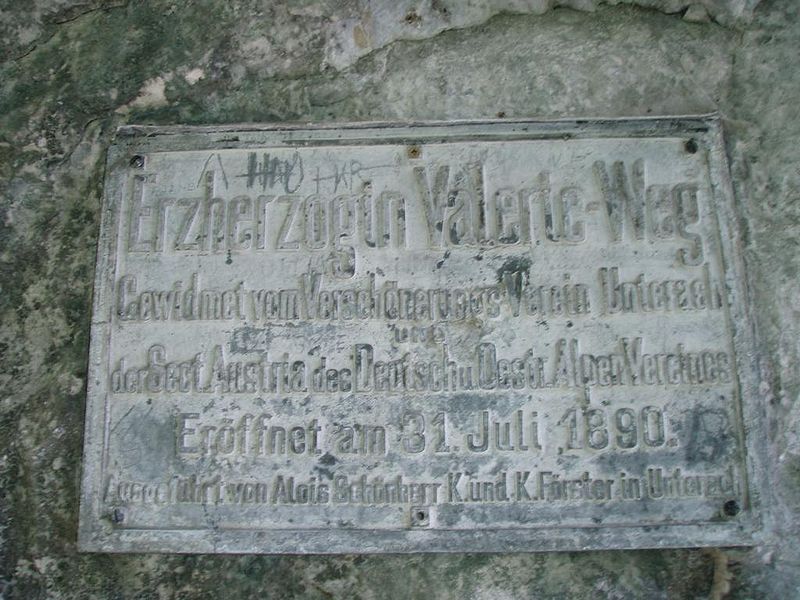 Erzherzogin Valerie-Weg
Gewidmet vom Verschönerungs Verein Unterach
und
der Sect. Austria des Deutsch u. Oestr. Alpen Vereines
Eröffnet am 31. Juli 1890.
Ausgeführt von Alois Schönherr K. und. K. Förster in Unterach